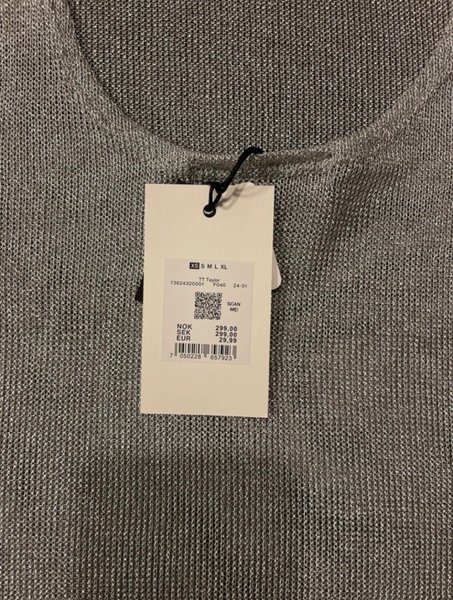 XS S M L XL
TT Taylor
73624320001 F040 24-01
SCAN
ME!
NOK 299,00
SEK 299,00
EUR 29,99
7 050228 657923